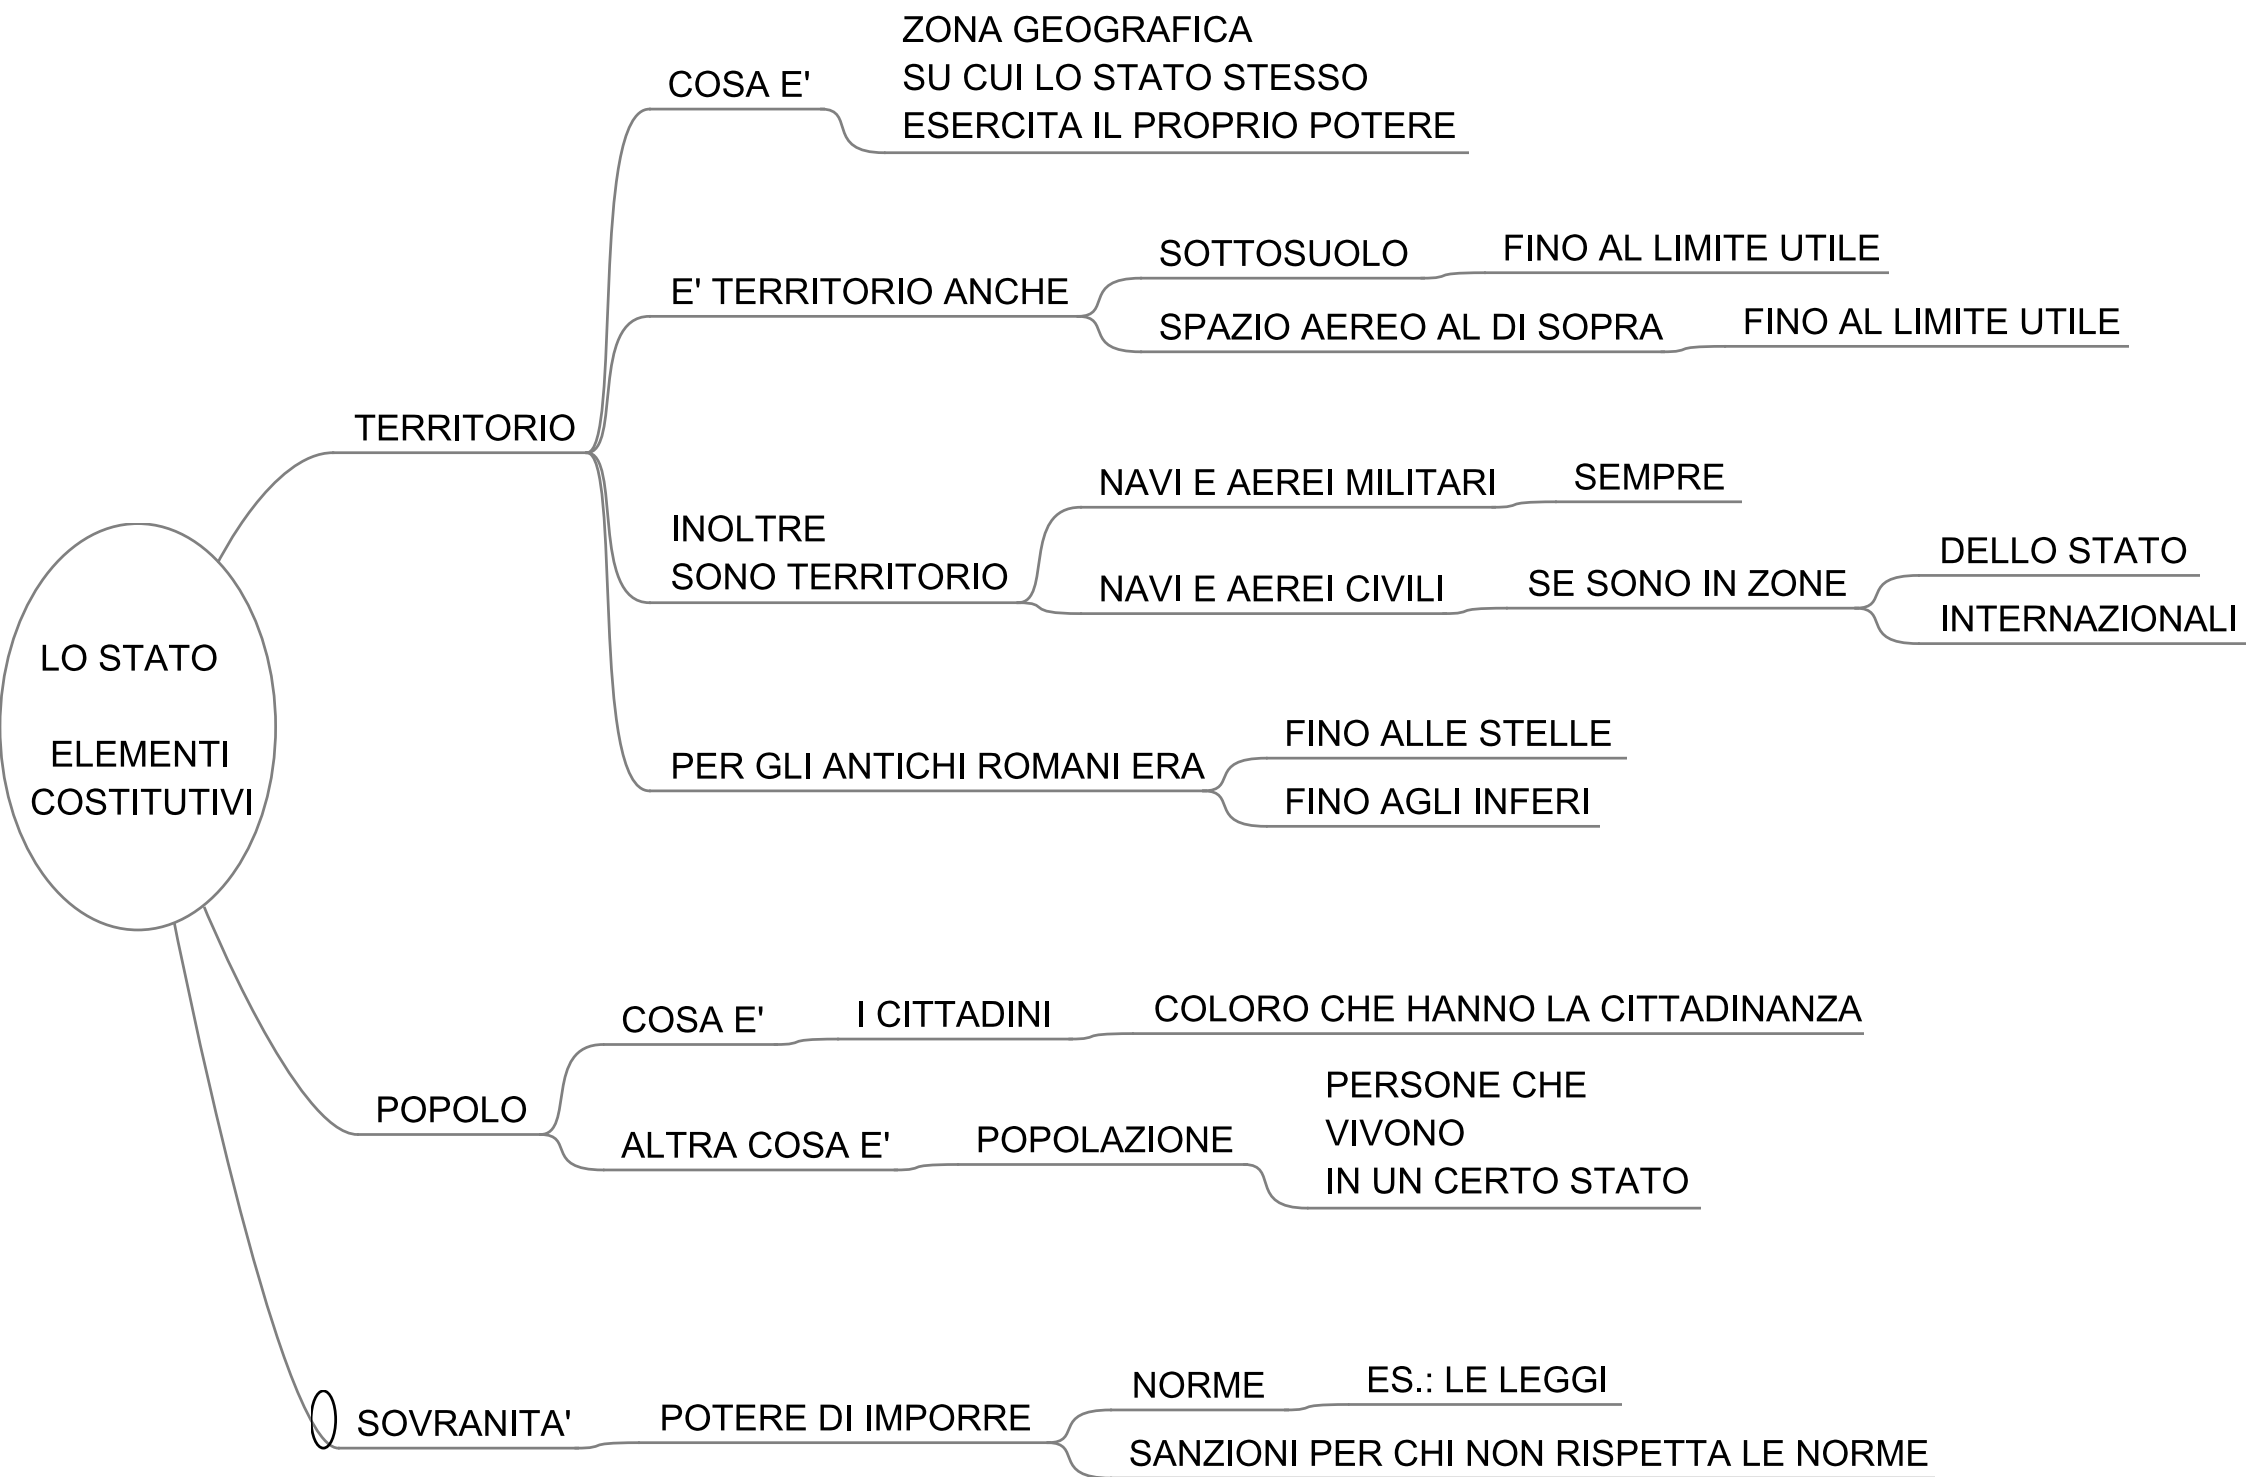 LO STATO
ELEMENTI
COSTITUTIVI
TERRITORIO
COSA E'
ZONA GEOGRAFICA
SU CUI LO STATO STESSO
ESERCITA IL PROPRIO POTERE
E' TERRITORIO ANCHE
SOTTOSUOLO
FINO AL LIMITE UTILE
SPAZIO AEREO AL DI SOPRA
FINO AL LIMITE UTILE
INOLTRE
SONO TERRITORIO
NAVI E AEREI MILITARI
SEMPRE
NAVI E AEREI CIVILI
SE SONO IN ZONE
DELLO STATO
INTERNAZIONALI
PER GLI ANTICHI ROMANI ERA
FINO ALLE STELLE
FINO AGLI INFERI
POPOLO
COSA E'
I CITTADINI
COLORO CHE HANNO LA CITTADINANZA
ALTRA COSA E'
POPOLAZIONE
PERSONE CHE
VIVONO
IN UN CERTO STATO
SOVRANITA'
POTERE DI IMPORRE
NORME
ES.: LE LEGGI
SANZIONI PER CHI NON RISPETTA LE NORME